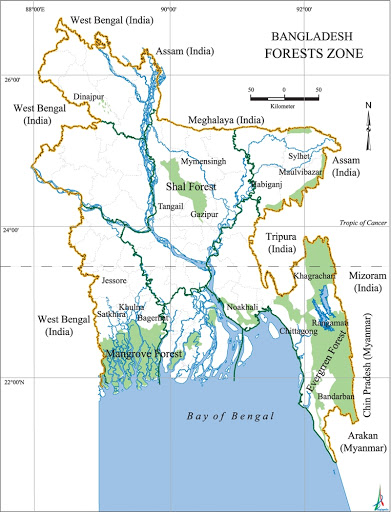 88°00'E
90°00'E
92°00'E
West Bengal (India)
BANGLADESH
FORESTS ZONE
Assam (India)
26°00'
50
0
50
Kilometer
N
Dinajpur
West Bengal
(India)
Meghalaya (India)
Mymensingh
Sylhet
Assam
(India)
Maulvibazar
Shal Forest
Habiganj
Tangail
Gazipur
24°00'
Tropic of Cancer
Tripura
(India)
Khagrachari
Mizoram
(India)
Jessore
West Bengal
(India)
Satkhira
Bagerhat
Noakhali
Rangamati
Chittagong
Mangrove Forest
Evergreen Forest
Chin Pradesh (Myanmar)
22°00'N
Bandarban
Bay of Bengal
Arakan
(Myanmar)